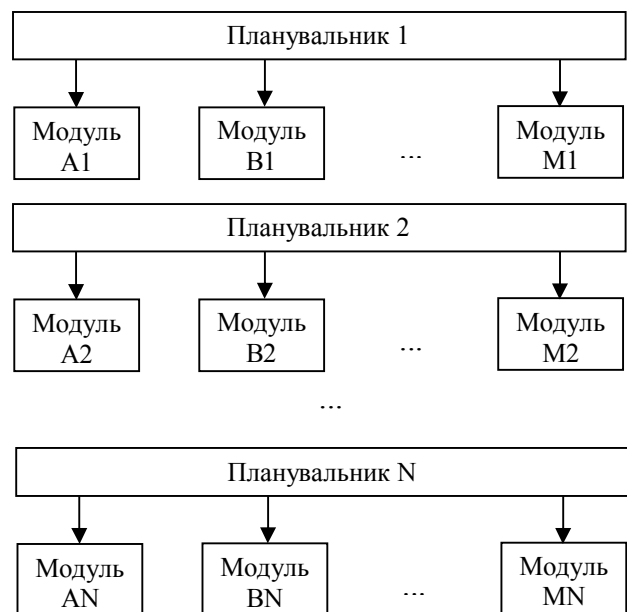 Планувальник 1
Модуль A1
Модуль B1
...
Модуль M1
Планувальник 2
Модуль A2
Модуль B2
...
Модуль M2
...
Планувальник N
Модуль AN
Модуль BN
...
Модуль MN